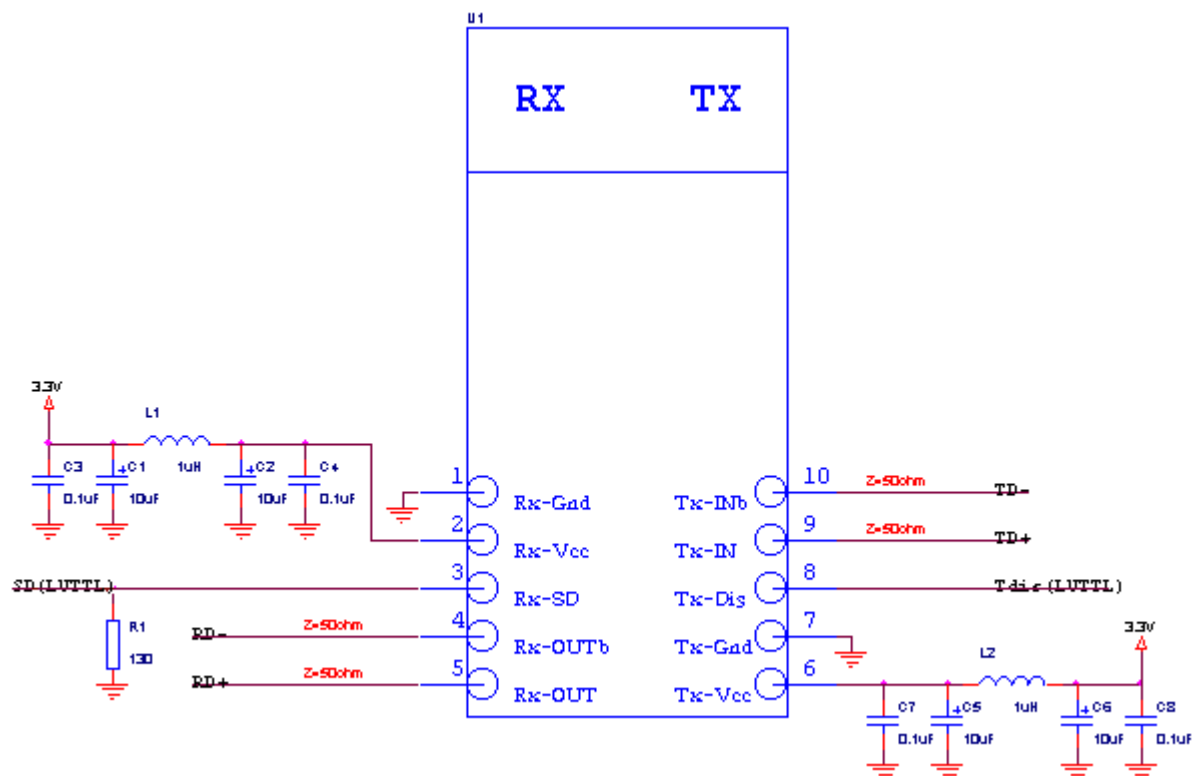 U1
RX TX
3.3V
L1
1uH
C3 0.1uF
+C1 10uF
+C2 10uF
C4 0.1uF
1 Rx-Gnd
2 Rx-Vcc
3 Rx-SD
4 Rx-OUTb
5 Rx-OUT
SD(LVTTL)
R1
130
RD- Z=50ohm
RD+ Z=50ohm
Tx-INb 10 Z=50ohm TD-
Tx-IN 9 Z=50ohm TD+
Tx-Dis 8 Tdis(LVTTL)
Tx-Gnd 7
Tx-Vcc 6
3.3V
L2
1uH
C7 0.1uF
+C5 10uF
+C6 10uF
C8 0.1uF